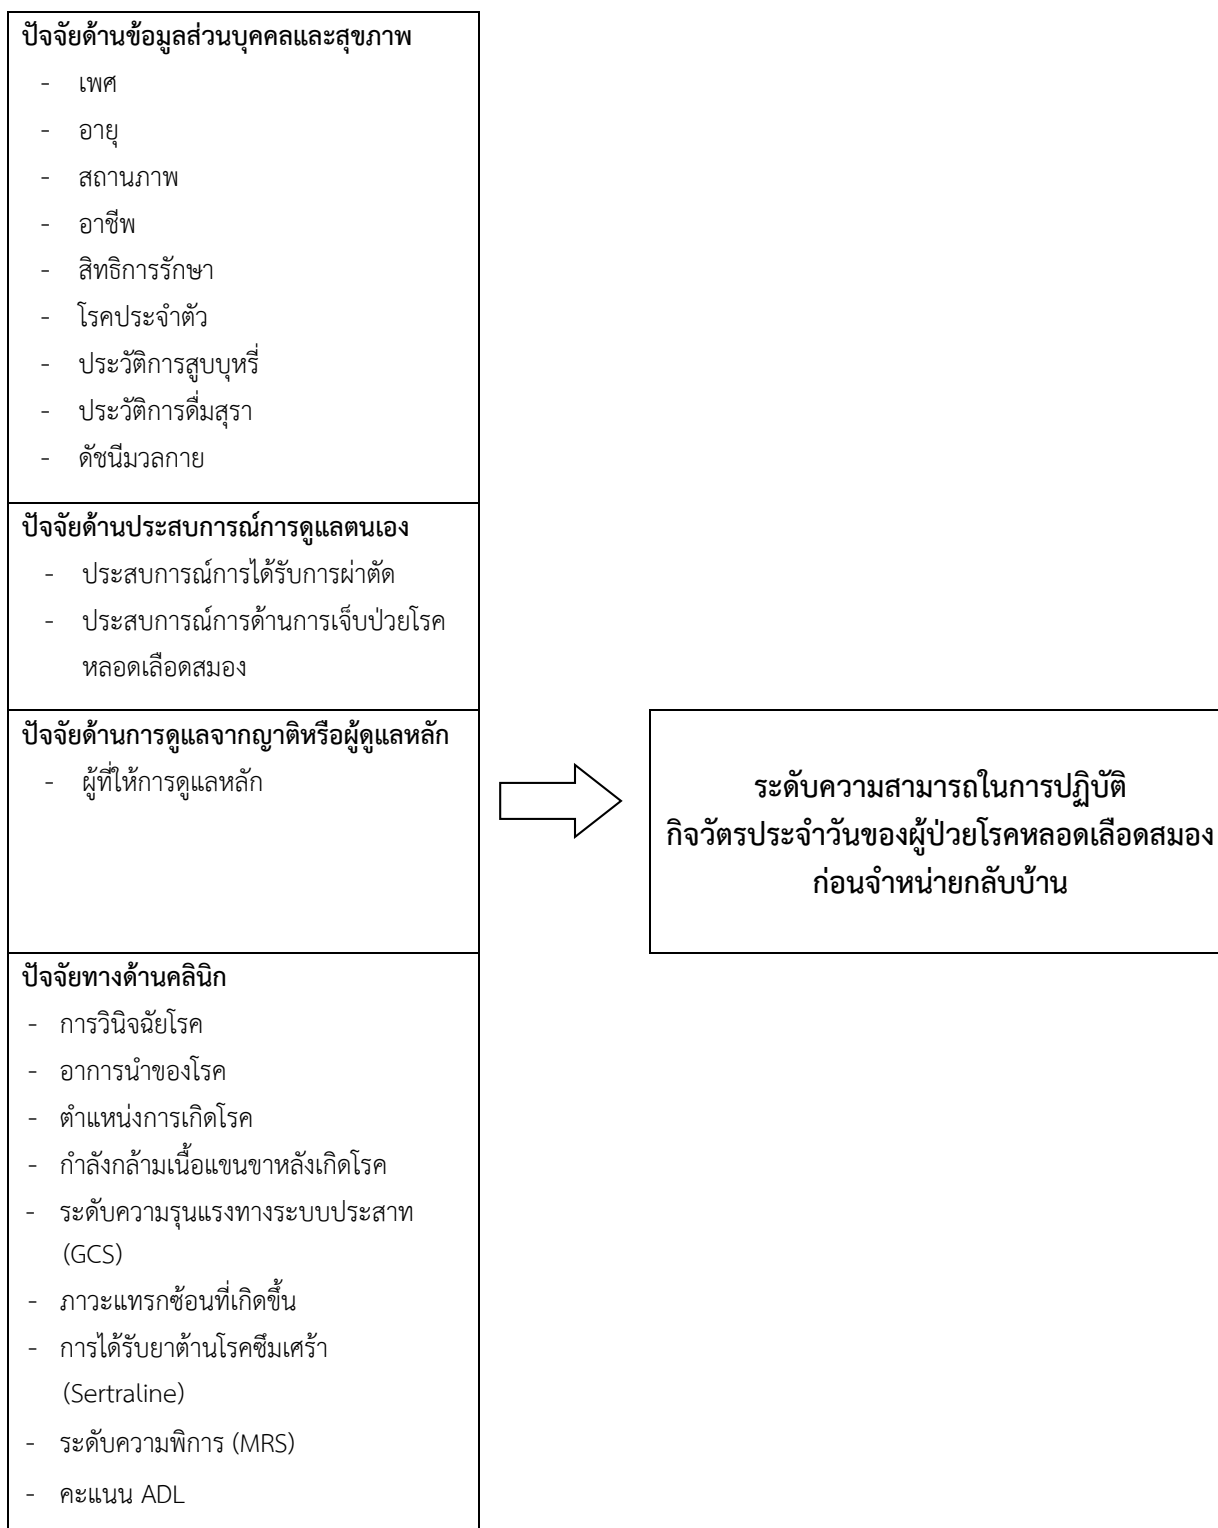 ปัจจัยด้านข้อมูลส่วนบุคคลและสุขภาพ
- เพศ
- อายุ
- สถานภาพ
- อาชีพ
- สิทธิการรักษา
- โรคประจำตัว
- ประวัติการสูบบุหรี่
- ประวัติการดื่มสุรา
- ดัชนีมวลกาย
ปัจจัยด้านประสบการณ์การดูแลตนเอง
- ประสบการณ์การได้รับการผ่าตัด
- ประสบการณ์การด้านการเจ็บป่วยโรค
หลอดเลือดสมอง
ปัจจัยด้านการดูแลจากญาติหรือผู้ดูแลหลัก
- ผู้ที่ให้การดูแลหลัก
ปัจจัยทางด้านคลินิก
- การวินิจฉัยโรค
- อาการนำของโรค
- ตำแหน่งการเกิดโรค
- กำลังกล้ามเนื้อแขนขาหลังเกิดโรค
- ระดับความรุนแรงทางระบบประสาท
(GCS)
- ภาวะแทรกซ้อนที่เกิดขึ้น
- การได้รับยาต้านโรคซึมเศร้า
(Sertraline)
- ระดับความพิการ (MRS)
- คะแนน ADL
ระดับความสามารถในการปฏิบัติ
กิจวัตรประจำวันของผู้ป่วยโรคหลอดเลือดสมอง
ก่อนจำหน่ายกลับบ้าน